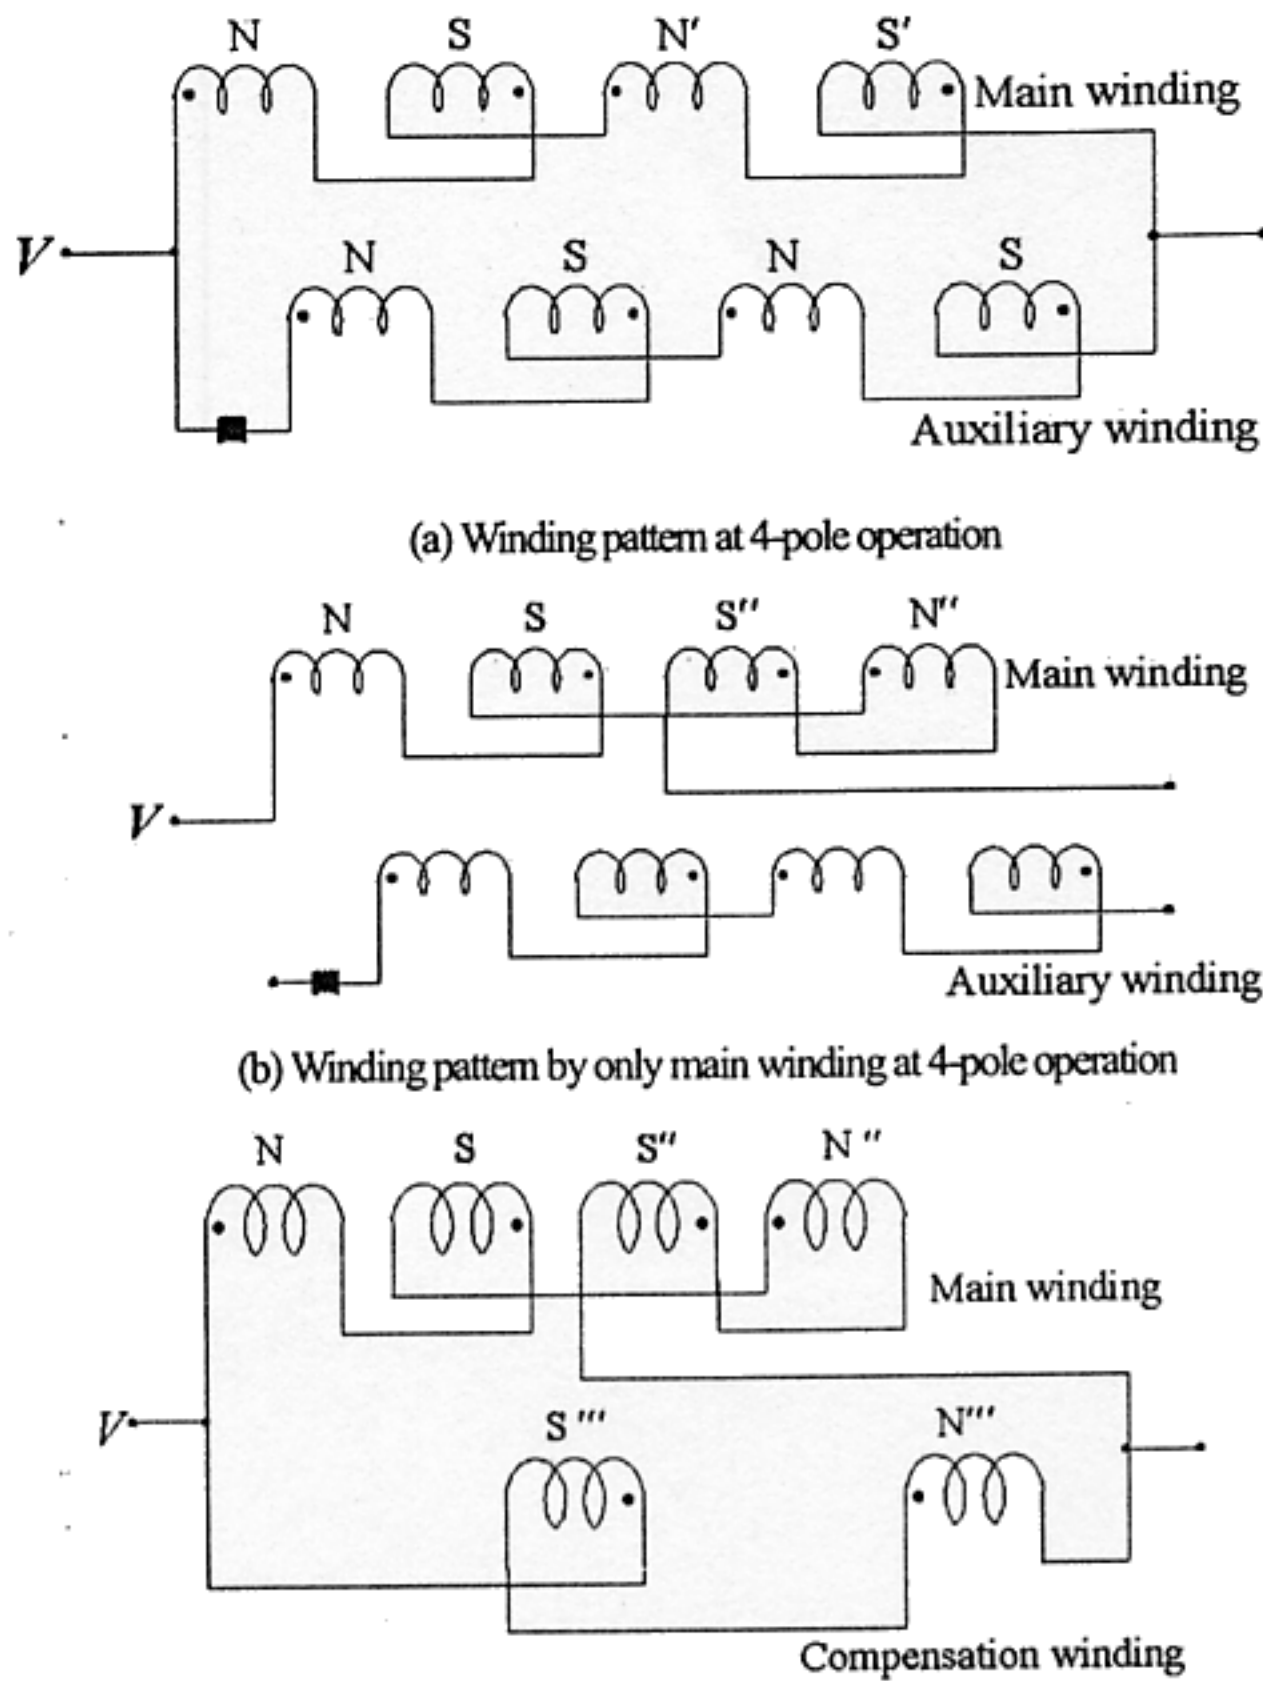 N S N′ S′
Main winding
V
N S N S
Auxiliary winding
(a) Winding pattern at 4-pole operation
N S S″ N″
Main winding
V
Auxiliary winding
(b) Winding pattern by only main winding at 4-pole operation
N S S″ N″
Main winding
V
S‴ N‴
Compensation winding